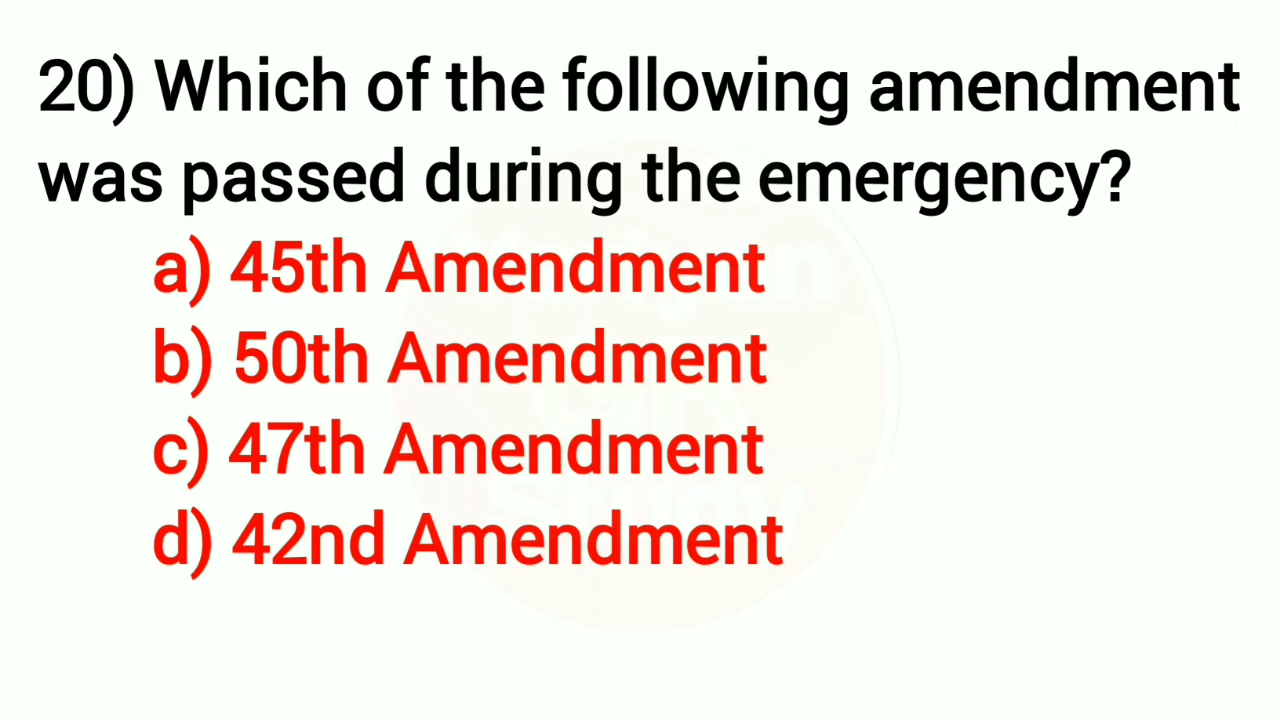 20) Which of the following amendment
was passed during the emergency?
a) 45th Amendment
b) 50th Amendment
c) 47th Amendment
d) 42nd Amendment